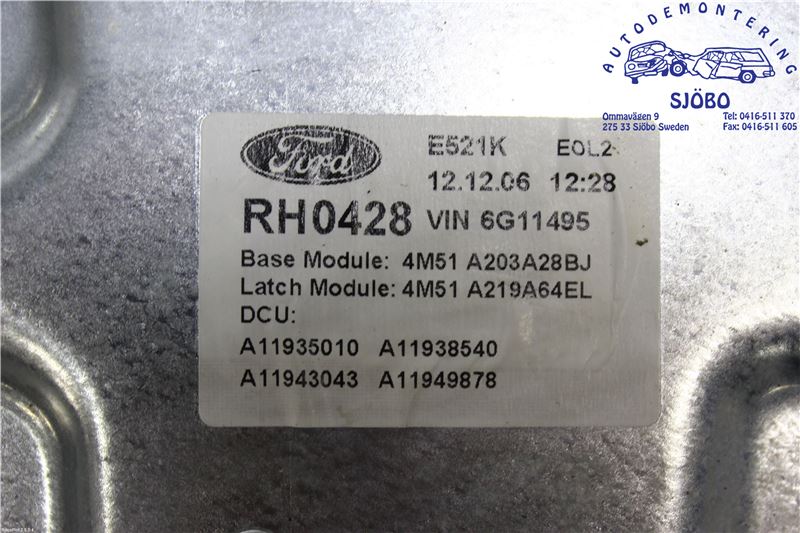 AUTODEMONTERING
SJÖBO
Ommavägen 9
275 33 Sjöbo Sweden
Tel: 0416-511 370
Fax: 0416-511 605
Ford
E521K EOL2
12.12.06 12:28
RH0428 VIN 6G11495
Base Module: 4M51 A203A28BJ
Latch Module: 4M51 A219A64EL
DCU:
A11935010 A11938540
A11943043 A11949878